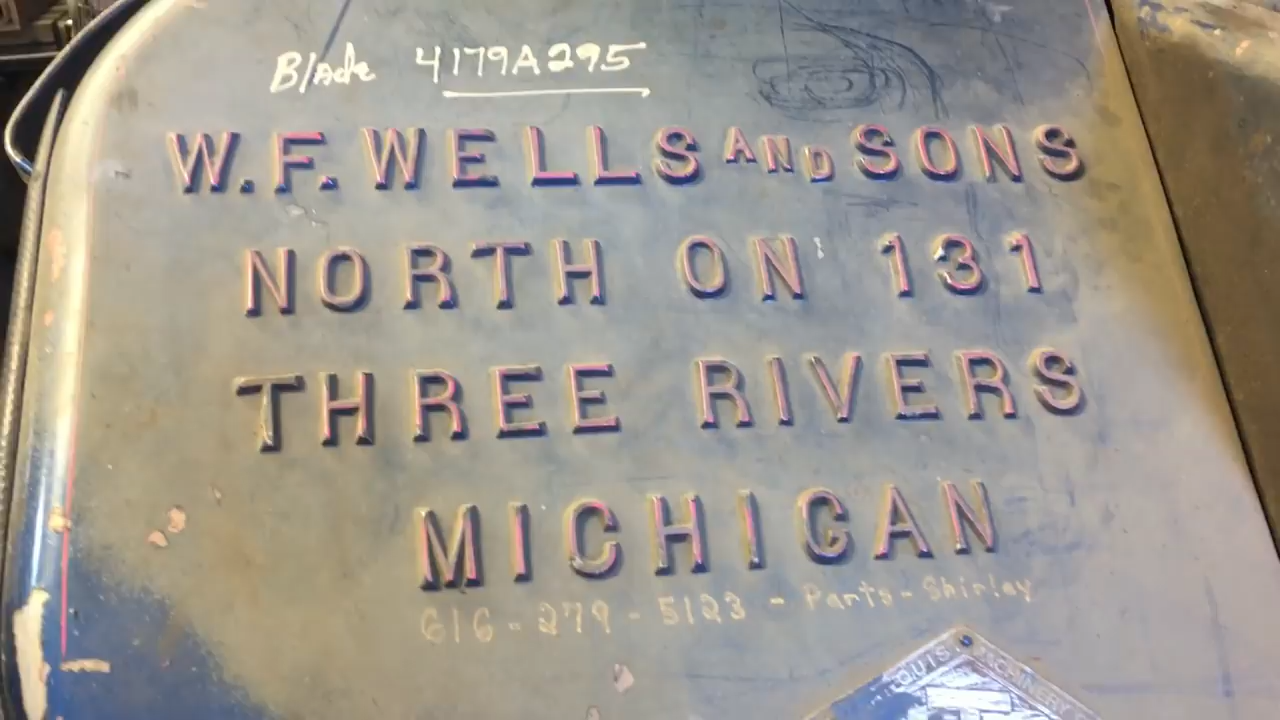 Blade 4179A295
W.F. WELLS AND SONS
NORTH ON 131
THREE RIVERS
MICHIGAN
616-279-5123 - Parts - Shirley